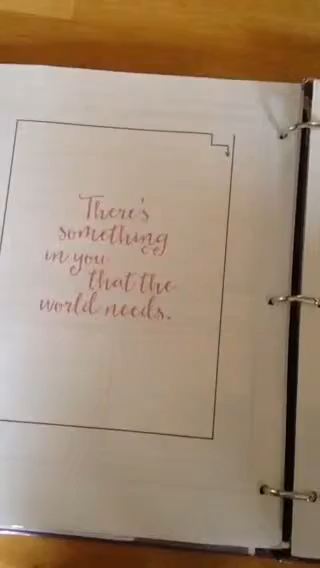 There's
something
in you
that the
world needs.